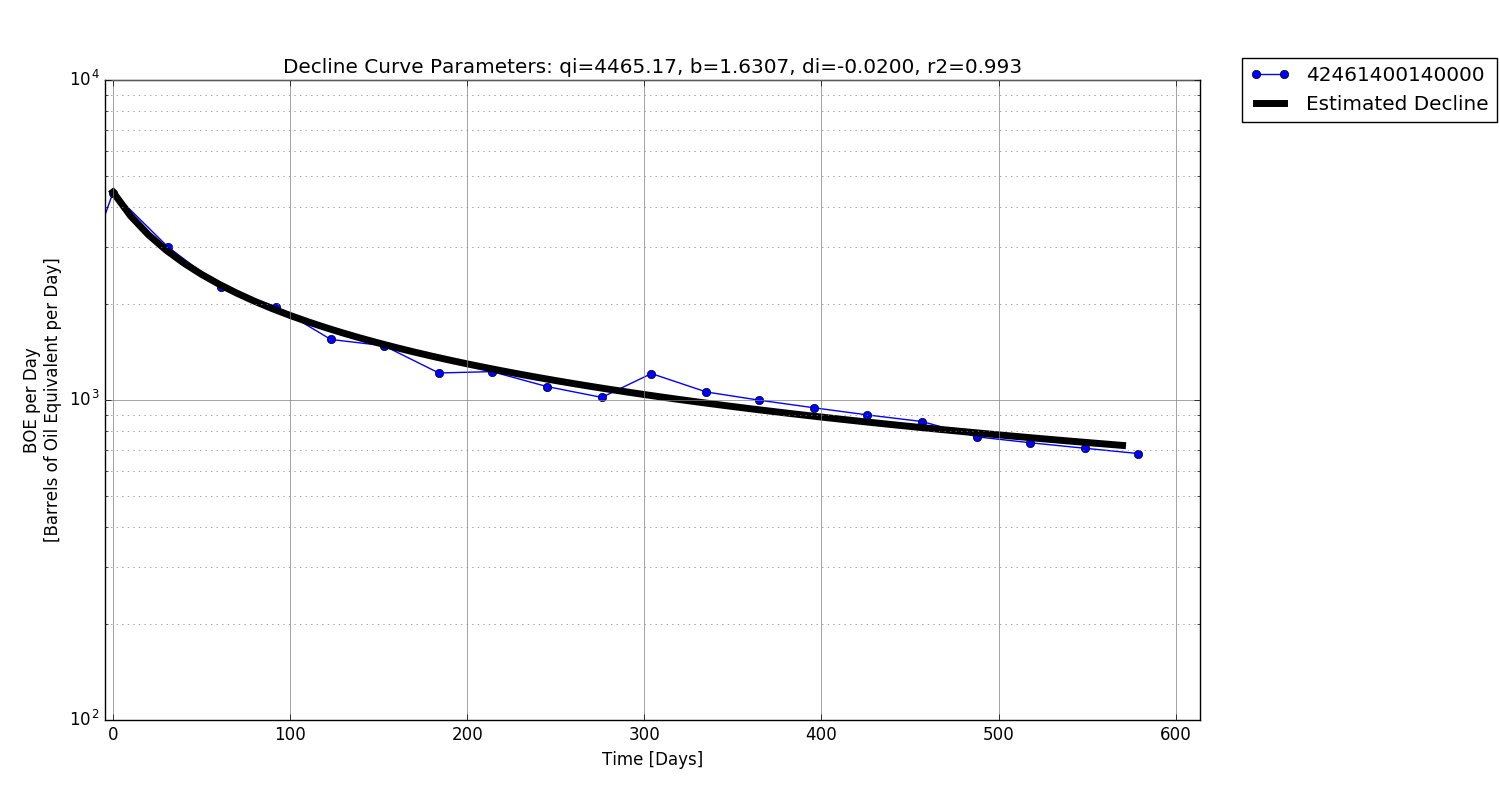 Decline Curve Parameters: qi=4465.17, b=1.6307, di=-0.0200, r2=0.993
42461400140000
Estimated Decline
10^4
10^3
10^2
BOE per Day
[Barrels of Oil Equivalent per Day]
0 100 200 300 400 500 600
Time [Days]